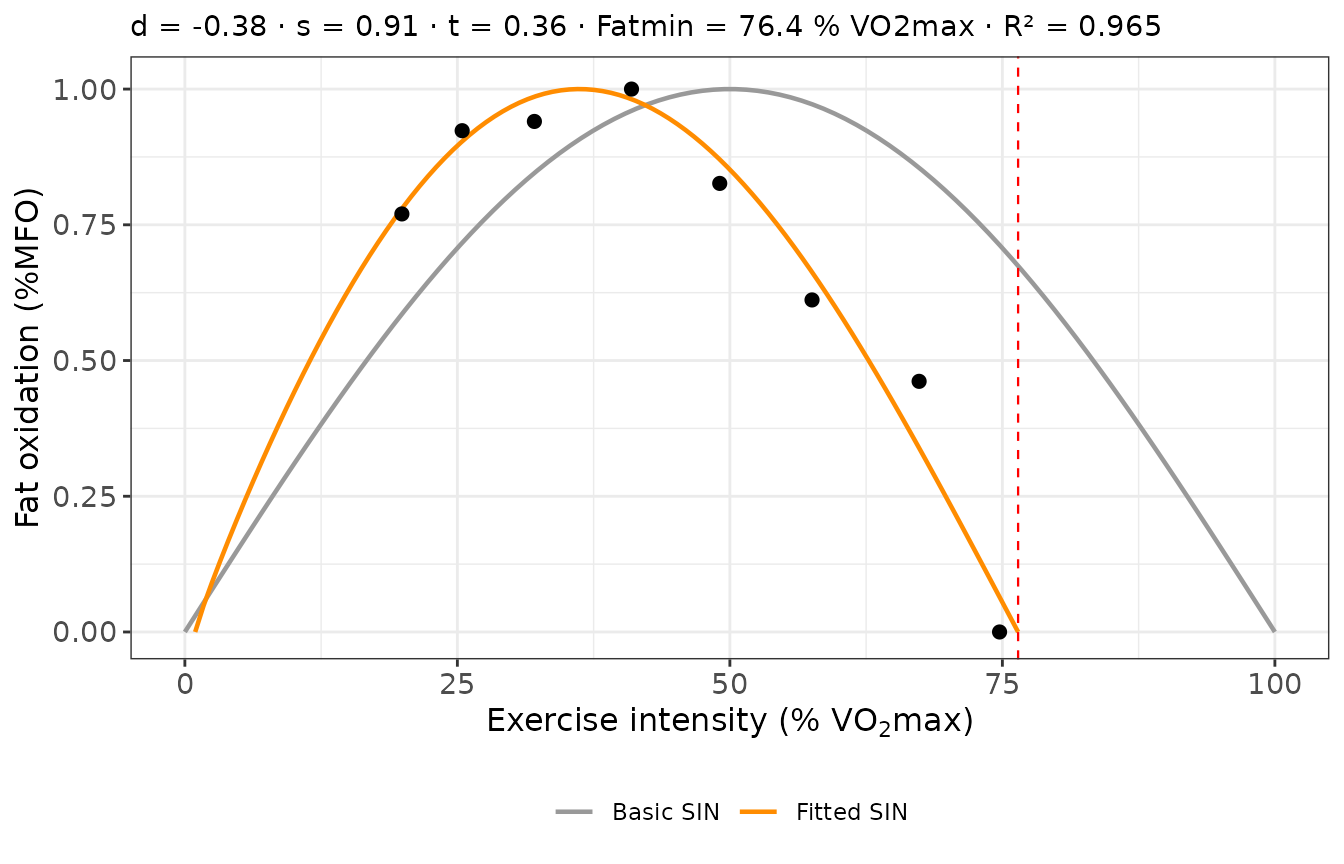 d = -0.38 · s = 0.91 · t = 0.36 · Fatmin = 76.4 % VO2max · R² = 0.965
1.00
0.75
0.50
0.25
0.00
Fat oxidation (%MFO)
0 25 50 75 100
Exercise intensity (% VO₂max)
Basic SIN Fitted SIN